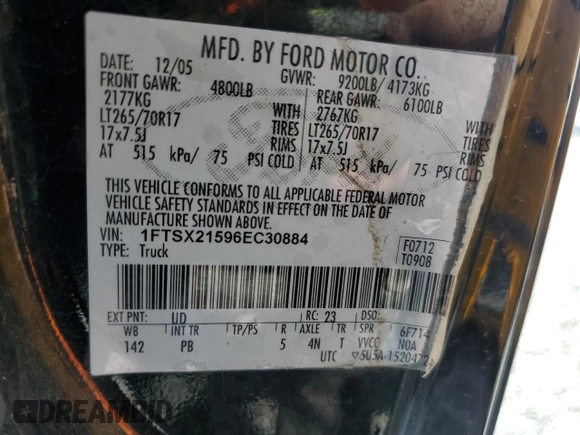 MFD. BY FORD MOTOR CO.
DATE: 12/05 GVWR: 9200LB/ 4173KG
FRONT GAWR: 4800LB REAR GAWR: 6100LB
2177KG WITH 2767KG WITH
LT265/70R17 TIRES LT265/70R17 TIRES
17x7.5J RIMS 17x7.5J RIMS
AT 515 kPa/ 75 PSI COLD AT 515 kPa/ 75 PSI COLD
THIS VEHICLE CONFORMS TO ALL APPLICABLE FEDERAL MOTOR
VEHICLE SAFETY STANDARDS IN EFFECT ON THE DATE OF
MANUFACTURE SHOWN ABOVE.
VIN: 1FTSX21596EC30884 F0712
TYPE: Truck T0908
EXT PNT: UD RC: 23 DSO:
WB INT TR TP/PS R AXLE TR SPR 6F714
142 PB 5 4N T VVCC NOA
UTC ▽5U5A-1520472-
DREAMBID